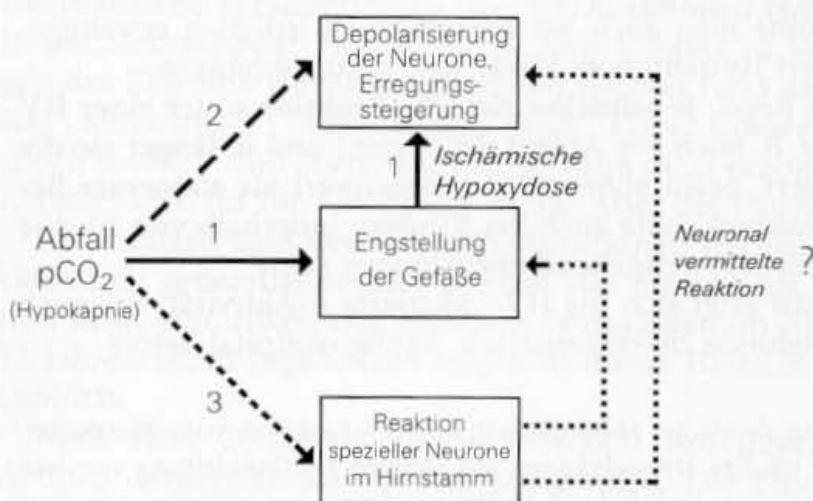 Depolarisierung
der Neurone,
Erregungs-
steigerung
2
1
Ischämische
Hypoxydose
Abfall
pCO₂
(Hypokapnie)
1
Engstellung
der Gefäße
Neuronal
vermittelte
Reaktion
?
3
Reaktion
spezieller Neurone
im Hirnstamm